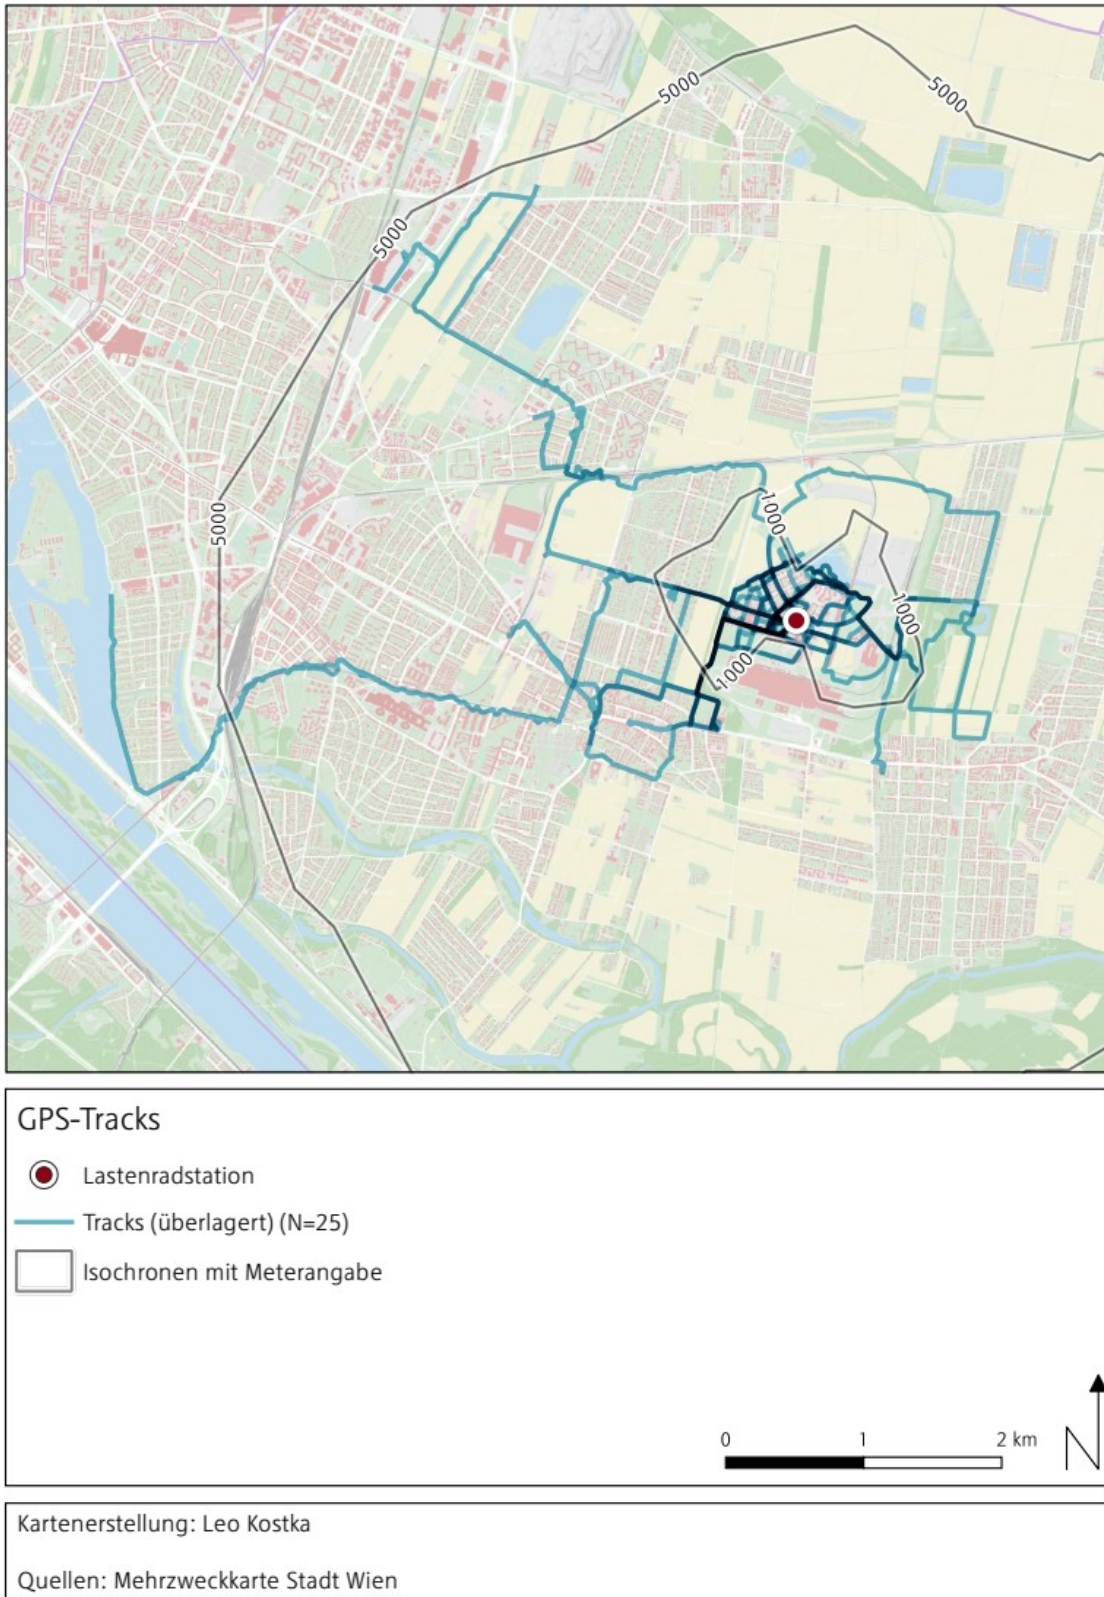 5000
5000
5000
5000
1000
1000
1000
GPS-Tracks
Lastenradstation
Tracks (überlagert) (N=25)
Isochronen mit Meterangabe
0 1 2 km
N
Kartenerstellung: Leo Kostka
Quellen: Mehrzweckkarte Stadt Wien